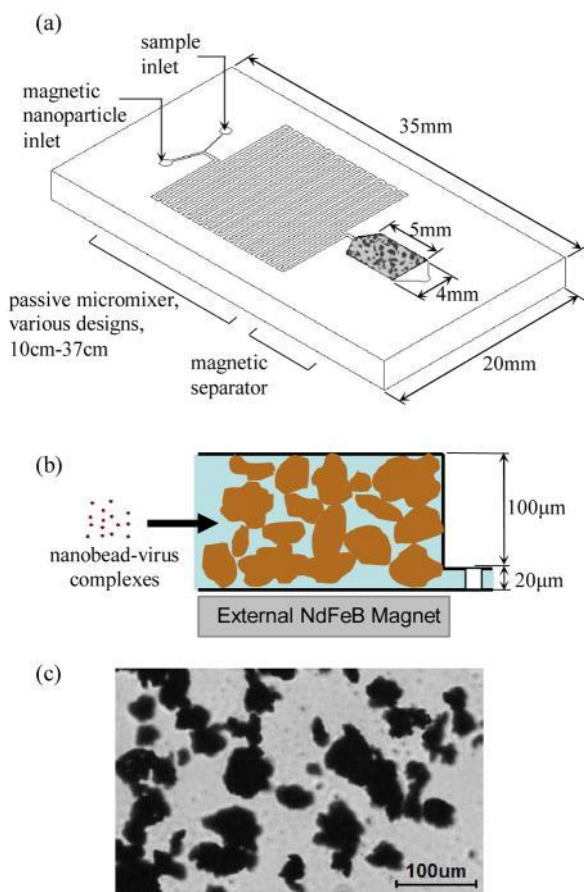 (a)
sample
inlet
magnetic
nanoparticle
inlet
35mm
5mm
4mm
passive micromixer,
various designs,
10cm-37cm
magnetic
separator
20mm
(b)
100μm
nanobead-virus
complexes
20μm
External NdFeB Magnet
(c)
100um